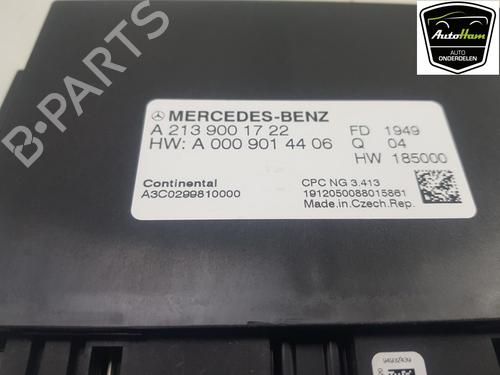 AutoHam
AUTO
ONDERDELEN
MERCEDES-BENZ
A 213 900 17 22 FD 1949
HW: A 000 901 44 06 Q 04
HW 185000
Continental CPC NG 3.413
A3C0299810000 1912050088015861
Made.in.Czech.Rep.
B-PARTS